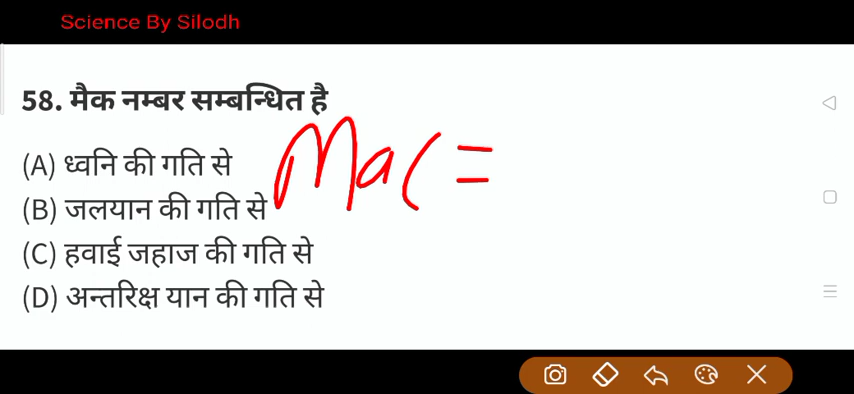 Science By Silodh
58. मैक नम्बर सम्बन्धित है
(A) ध्वनि की गति से
Mac =
(B) जलयान की गति से
(C) हवाई जहाज की गति से
(D) अन्तरिक्ष यान की गति से